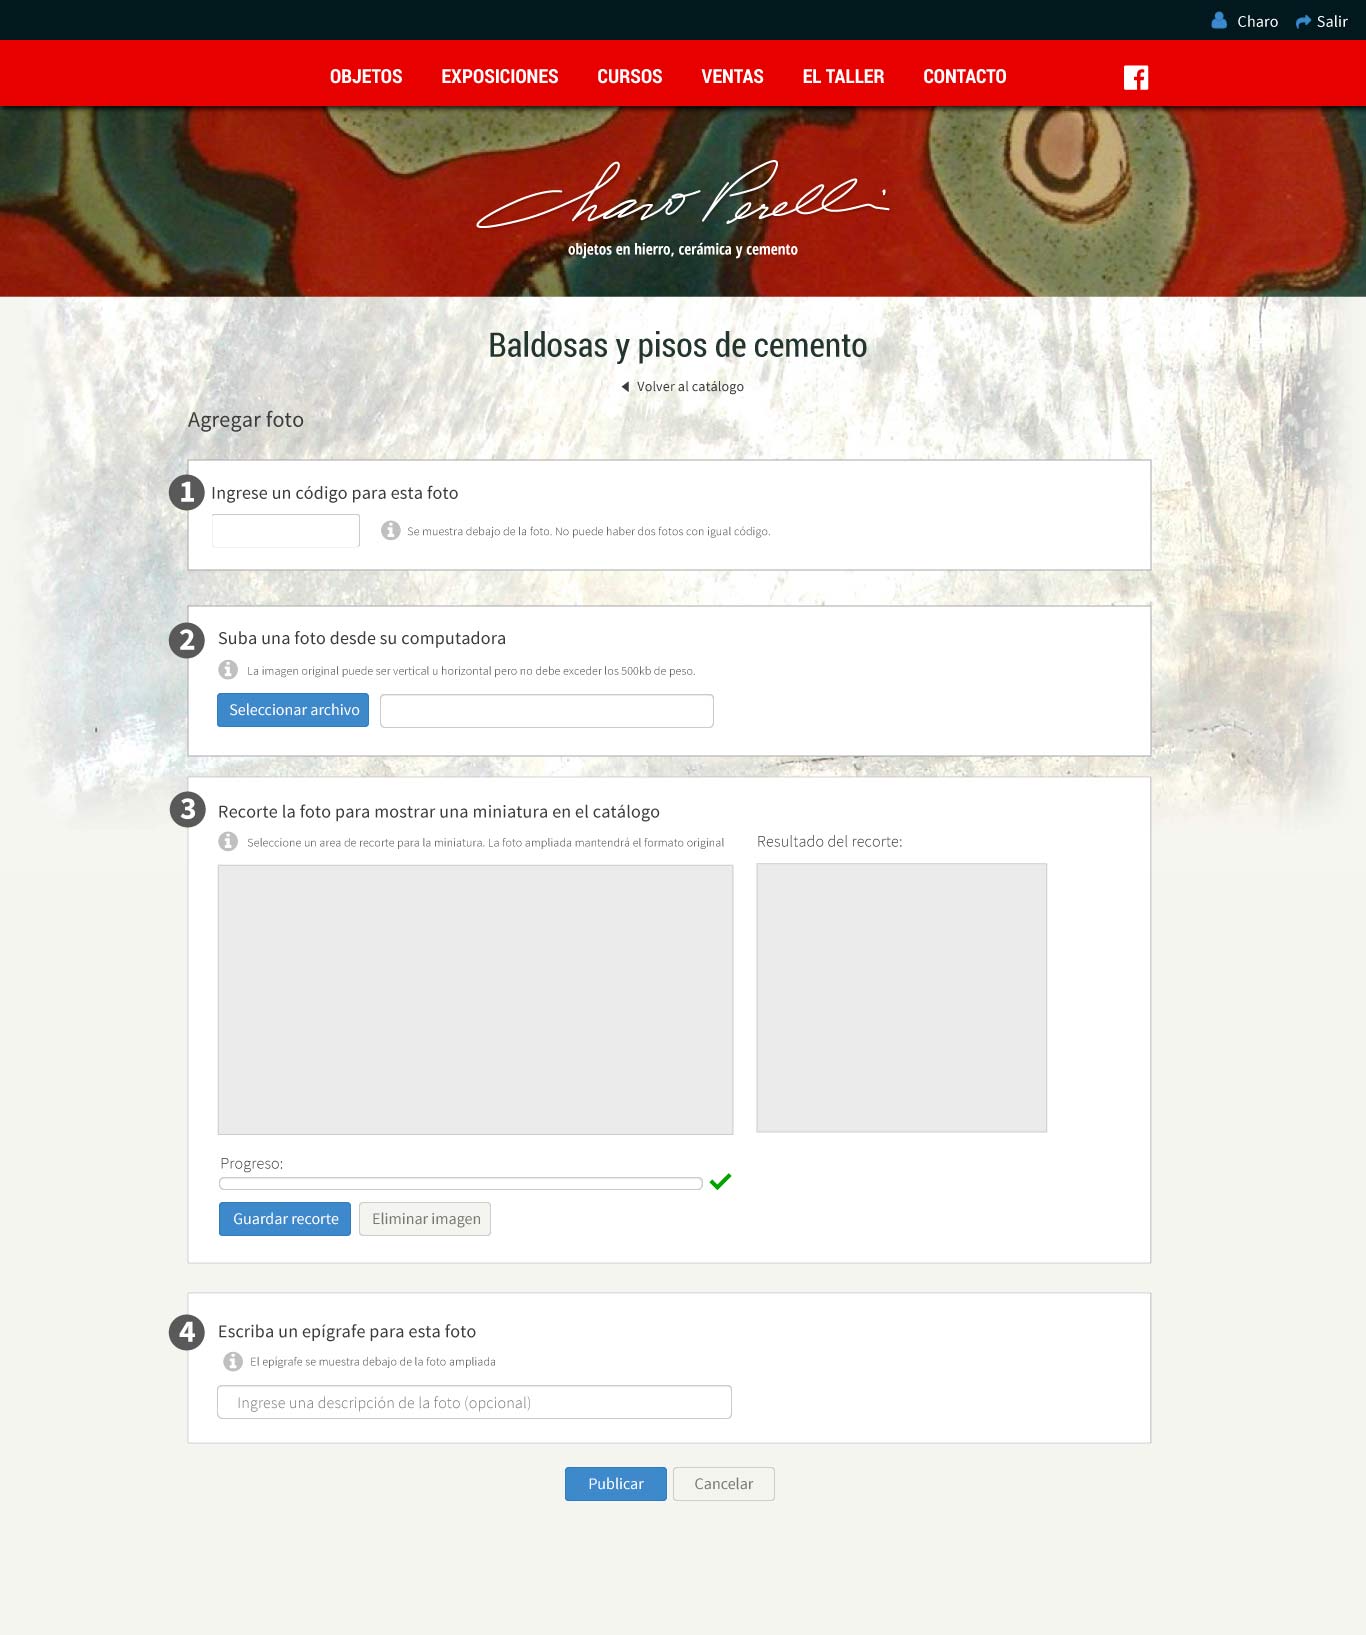 Charo Salir
OBJETOS EXPOSICIONES CURSOS VENTAS EL TALLER CONTACTO
Charo Perelli
objetos en hierro, cerámica y cemento
Baldosas y pisos de cemento
Volver al catálogo
Agregar foto
1 Ingrese un código para esta foto
Se muestra debajo de la foto. No puede haber dos fotos con igual código.
2 Suba una foto desde su computadora
La imagen original puede ser vertical u horizontal pero no debe exceder los 500kb de peso.
Seleccionar archivo
3 Recorte la foto para mostrar una miniatura en el catálogo
Seleccione un area de recorte para la miniatura. La foto ampliada mantendrá el formato original
Resultado del recorte:
Progreso:
Guardar recorte Eliminar imagen
4 Escriba un epígrafe para esta foto
El epigrafe se muestra debajo de la foto ampliada
Ingrese una descripción de la foto (opcional)
Publicar Cancelar